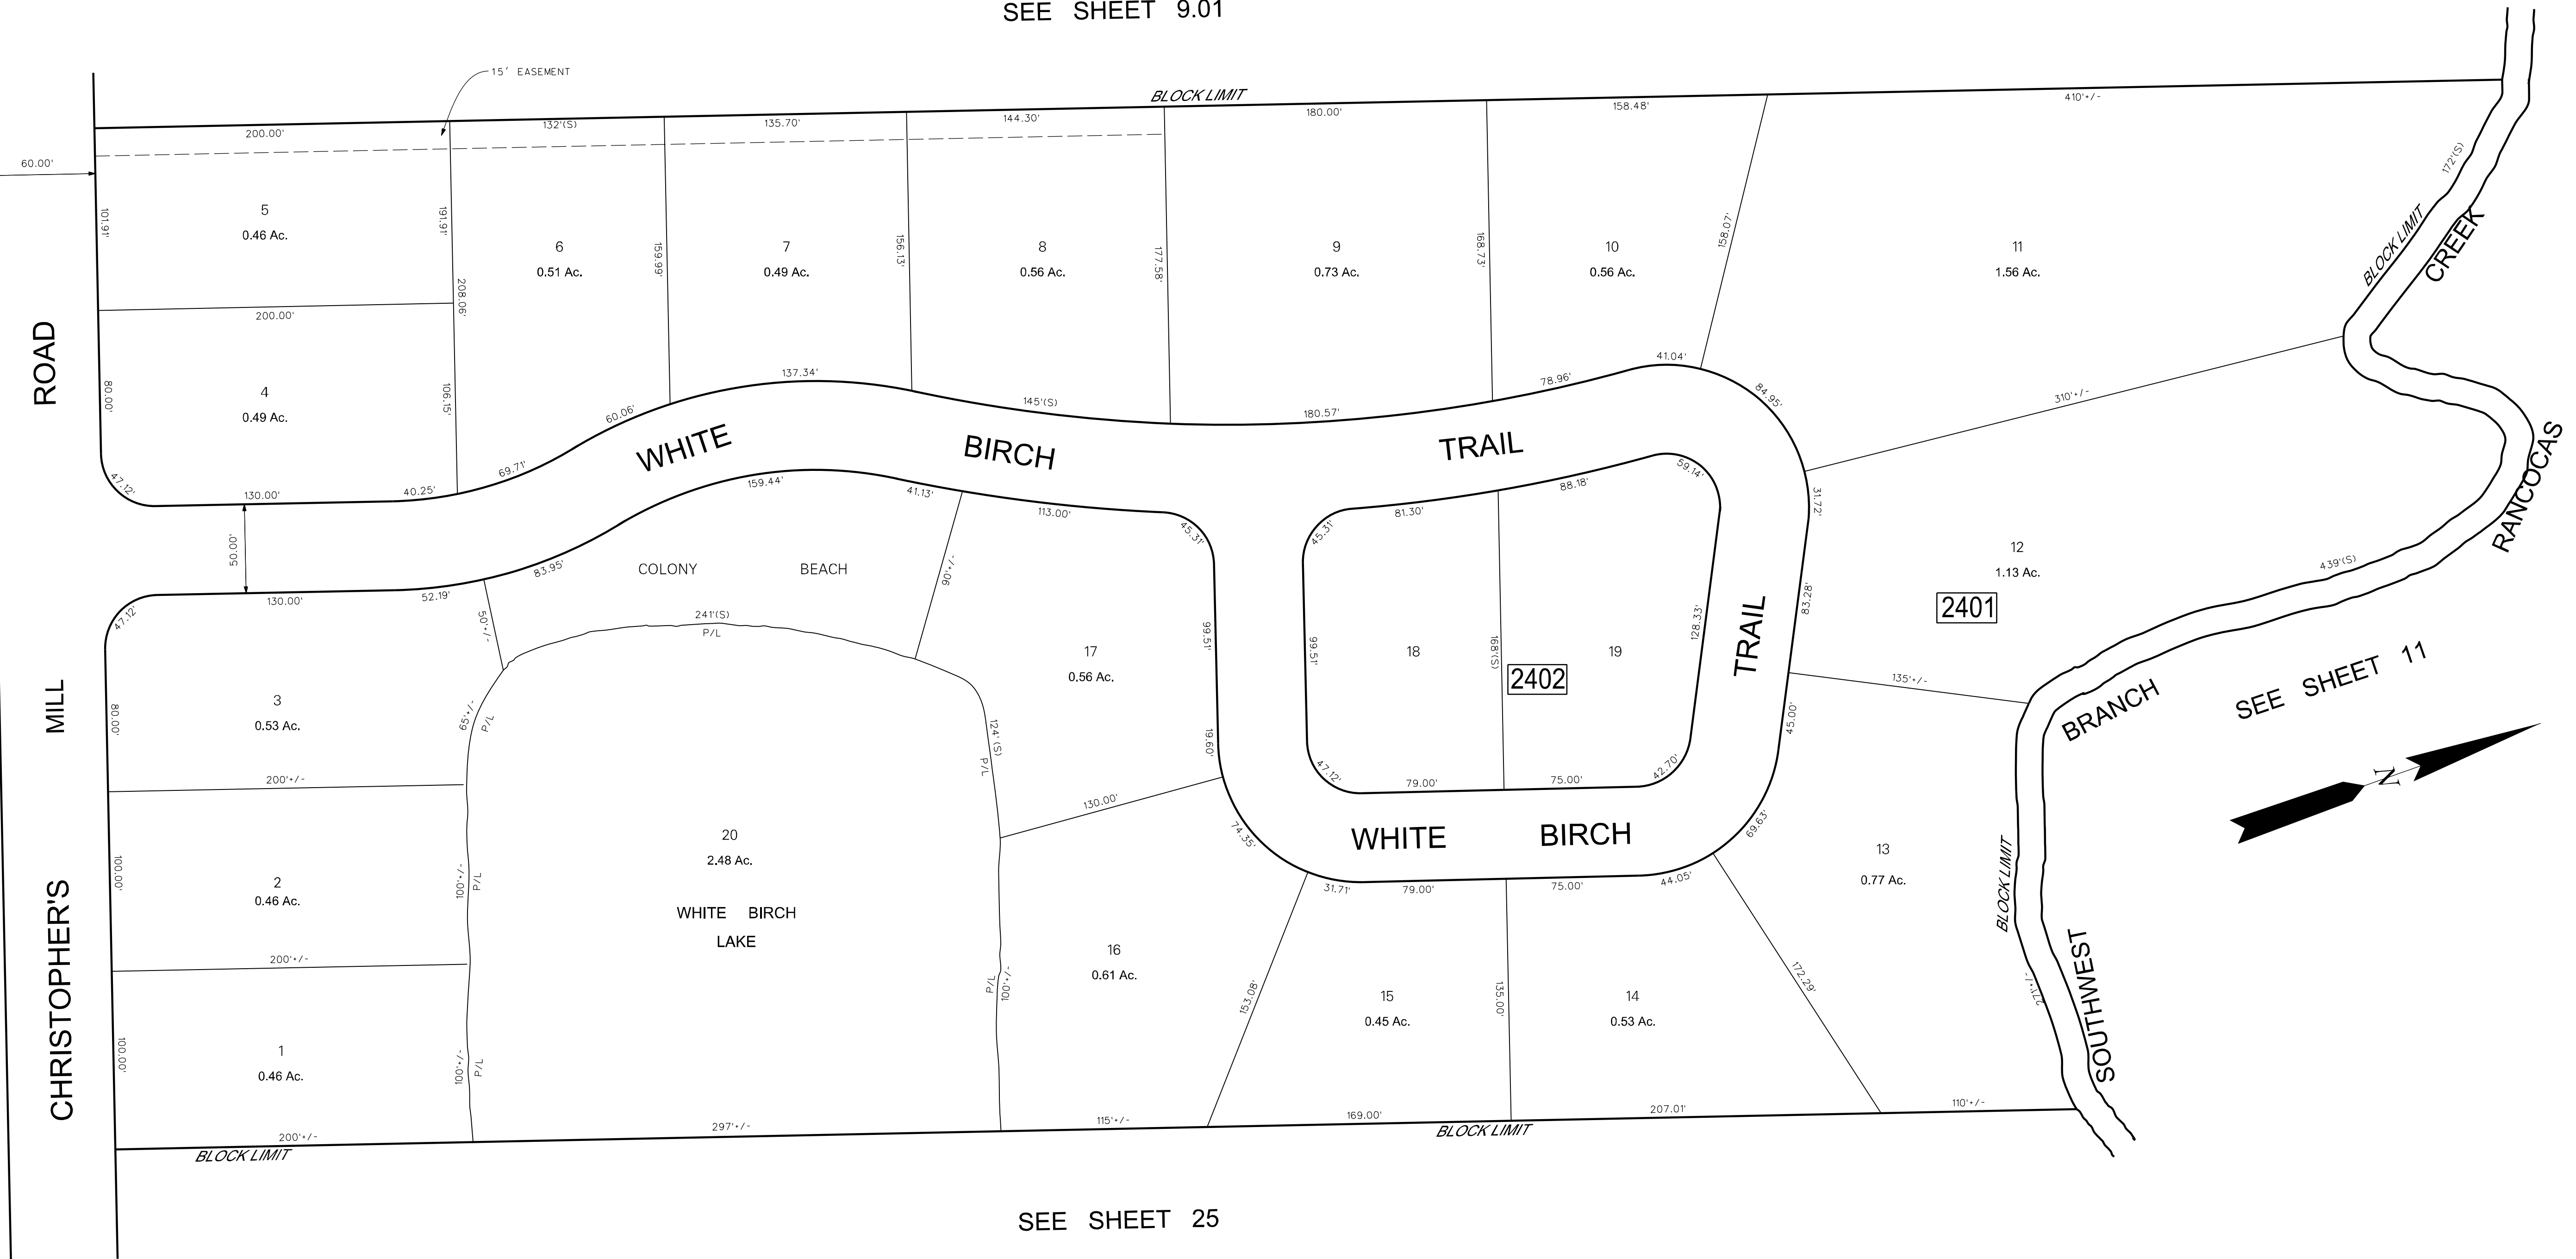 SEE SHEET 9.01
15' EASEMENT
BLOCK LIMIT
200.00'
132'(S)
135.70'
144.30'
180.00'
158.48'
410'+/-
60.00'
101.91'
5
0.46 Ac.
191.91'
208.06'
6
0.51 Ac.
159.99'
7
0.49 Ac.
156.13'
8
0.56 Ac.
177.58'
9
0.73 Ac.
168.73'
10
0.56 Ac.
158.07'
11
1.56 Ac.
172'(S)
BLOCK LIMIT
CREEK
200.00'
80.00'
4
0.49 Ac.
106.15'
47.12'
130.00'
40.25'
69.71'
60.06'
137.34'
145'(S)
180.57'
78.96'
41.04'
84.95'
310'+/-
WHITE BIRCH TRAIL
ROAD
50.00'
47.12'
130.00'
52.19'
83.95'
159.44'
41.13'
113.00'
45.31'
COLONY BEACH
50'+/-
90'+/-
241'(S)
P/L
45.31'
81.30'
88.18'
59.14'
31.72'
12
1.13 Ac.
2401
439'(S)
RANCOCAS
3
0.53 Ac.
80.00'
65'+/-
P/L
124' (S)
P/L
17
0.56 Ac.
99.51'
19.60'
99.51'
18
168'(S)
2402
19
128.33'
TRAIL
83.28'
45.00'
135'+/-
BRANCH
SEE SHEET 11
N
MILL
200'+/-
47.12'
79.00'
75.00'
42.70'
130.00'
74.35'
WHITE BIRCH
69.63'
100.00'
2
0.46 Ac.
100'+/-
P/L
20
2.48 Ac.
WHITE BIRCH
LAKE
31.71'
79.00'
75.00'
44.05'
13
0.77 Ac.
BLOCK LIMIT
200'+/-
P/L
100'+/-
16
0.61 Ac.
153.08'
15
0.45 Ac.
135.00'
14
0.53 Ac.
172.29'
271'+/-
SOUTHWEST
CHRISTOPHER'S
100.00'
1
0.46 Ac.
100'+/-
P/L
200'+/-
297'+/-
115'+/-
169.00'
207.01'
110'+/-
BLOCK LIMIT
BLOCK LIMIT
SEE SHEET 25